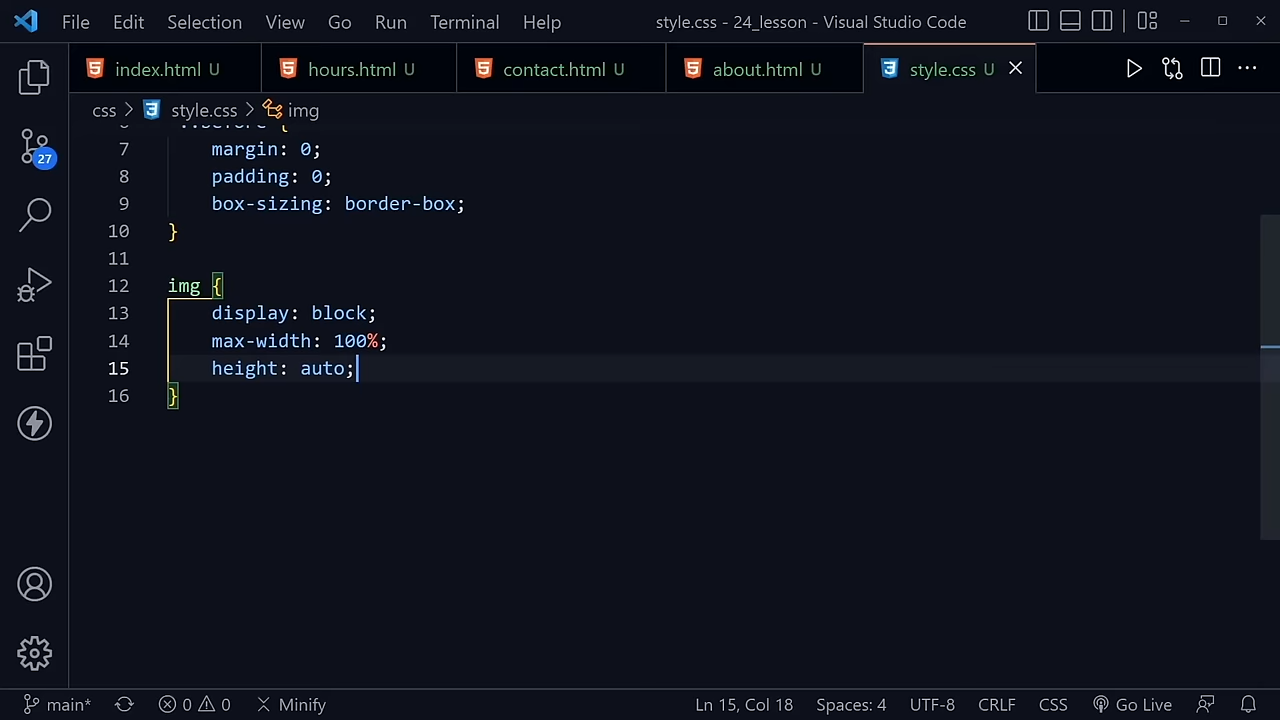 File Edit Selection View Go Run Terminal Help style.css - 24_lesson - Visual Studio Code
index.html U hours.html U contact.html U about.html U style.css U
css > style.css > img
27
7 margin: 0;
8 padding: 0;
9 box-sizing: border-box;
10 }
11
12 img {
13 display: block;
14 max-width: 100%;
15 height: auto;
16 }
main* 0 0 Minify Ln 15, Col 18 Spaces: 4 UTF-8 CRLF CSS Go Live